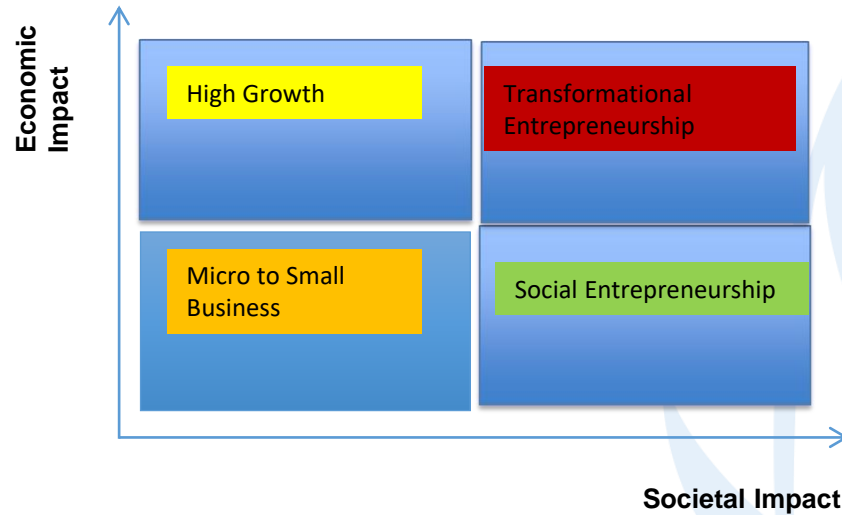 Economic
Impact
High Growth
Transformational
Entrepreneurship
Micro to Small
Business
Social Entrepreneurship
Societal Impact